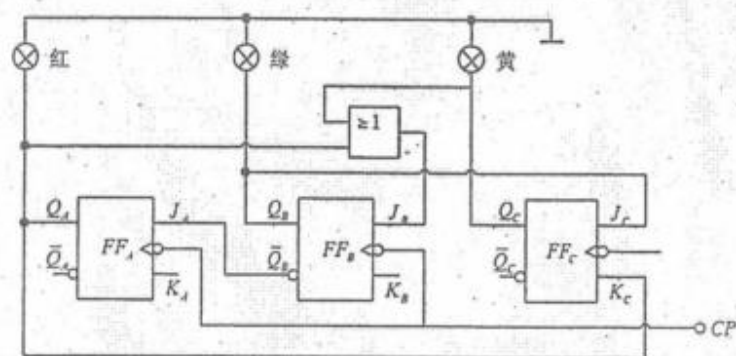 红
绿
黄
≥1
Q_A
J_A
Q_B
J_B
Q_C
J_C
Q̄_A
FF_A
Q̄_B
FF_B
Q̄_C
FF_C
K_A
K_B
K_C
CP